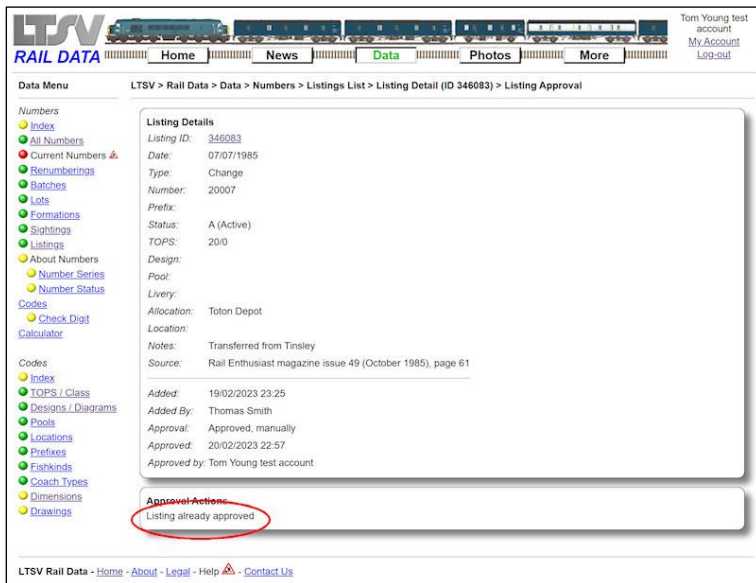 LTSV
RAIL DATA
Home
News
Data
Photos
More
Tom Young test
account
My Account
Log-out
Data Menu
LTSV > Rail Data > Data > Numbers > Listings List > Listing Detail (ID 346083) > Listing Approval
Numbers
Index
All Numbers
Current Numbers
Renumberings
Batches
Lots
Formations
Sightings
Listings
About Numbers
Number Series
Number Status
Codes
Check Digit
Calculator
Codes
Index
TOPS / Class
Designs / Diagrams
Pools
Locations
Prefixes
Fishkinds
Coach Types
Dimensions
Drawings
Listing Details
Listing ID: 346083
Date: 07/07/1985
Type: Change
Number: 20007
Prefix:
Status: A (Active)
TOPS: 20/0
Design:
Pool:
Livery:
Allocation: Toton Depot
Location:
Notes: Transferred from Tinsley
Source: Rail Enthusiast magazine issue 49 (October 1985), page 61
Added: 19/02/2023 23:25
Added By: Thomas Smith
Approval: Approved, manually
Approved: 20/02/2023 22:57
Approved by: Tom Young test account
Approval Actions
Listing already approved
LTSV Rail Data - Home - About - Legal - Help - Contact Us